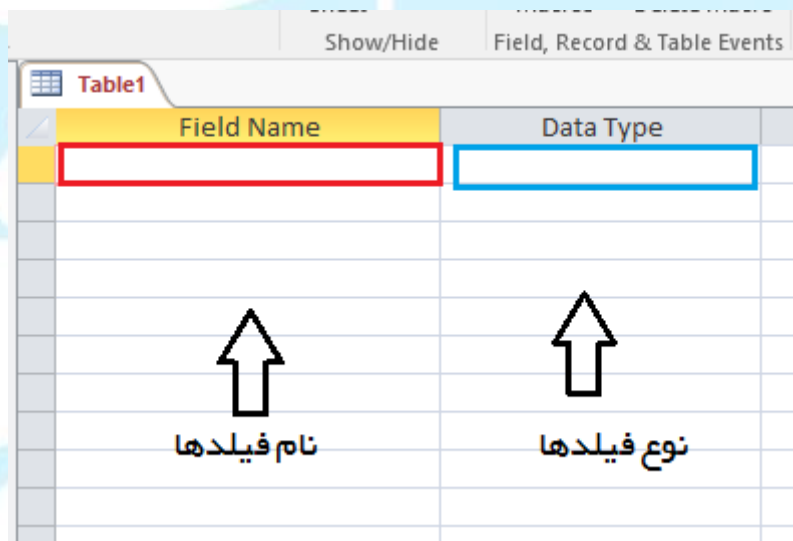 Show/Hide
Field, Record & Table Events
Table1
Field Name
Data Type
نام فیلدها
نوع فیلدها